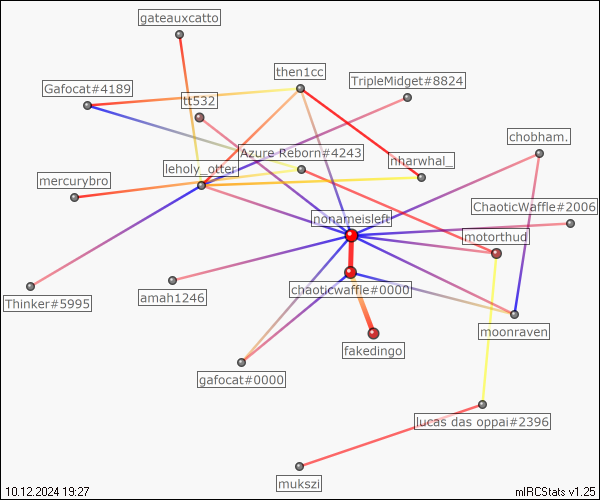 gateauxcatto
then1cc
TripleMidget#8824
Gafocat#4189
tt532
chobham.
Azure Reborn#4243
nharwhal_
leholy_otter
mercurybro
ChaoticWaffle#2006
nonameisleft
motorthud
chaoticwaffle#0000
Thinker#5995
amah1246
moonraven
fakedingo
gafocat#0000
lucas das oppai#2396
mukszi
10.12.2024 19:27
mIRCStats v1.25